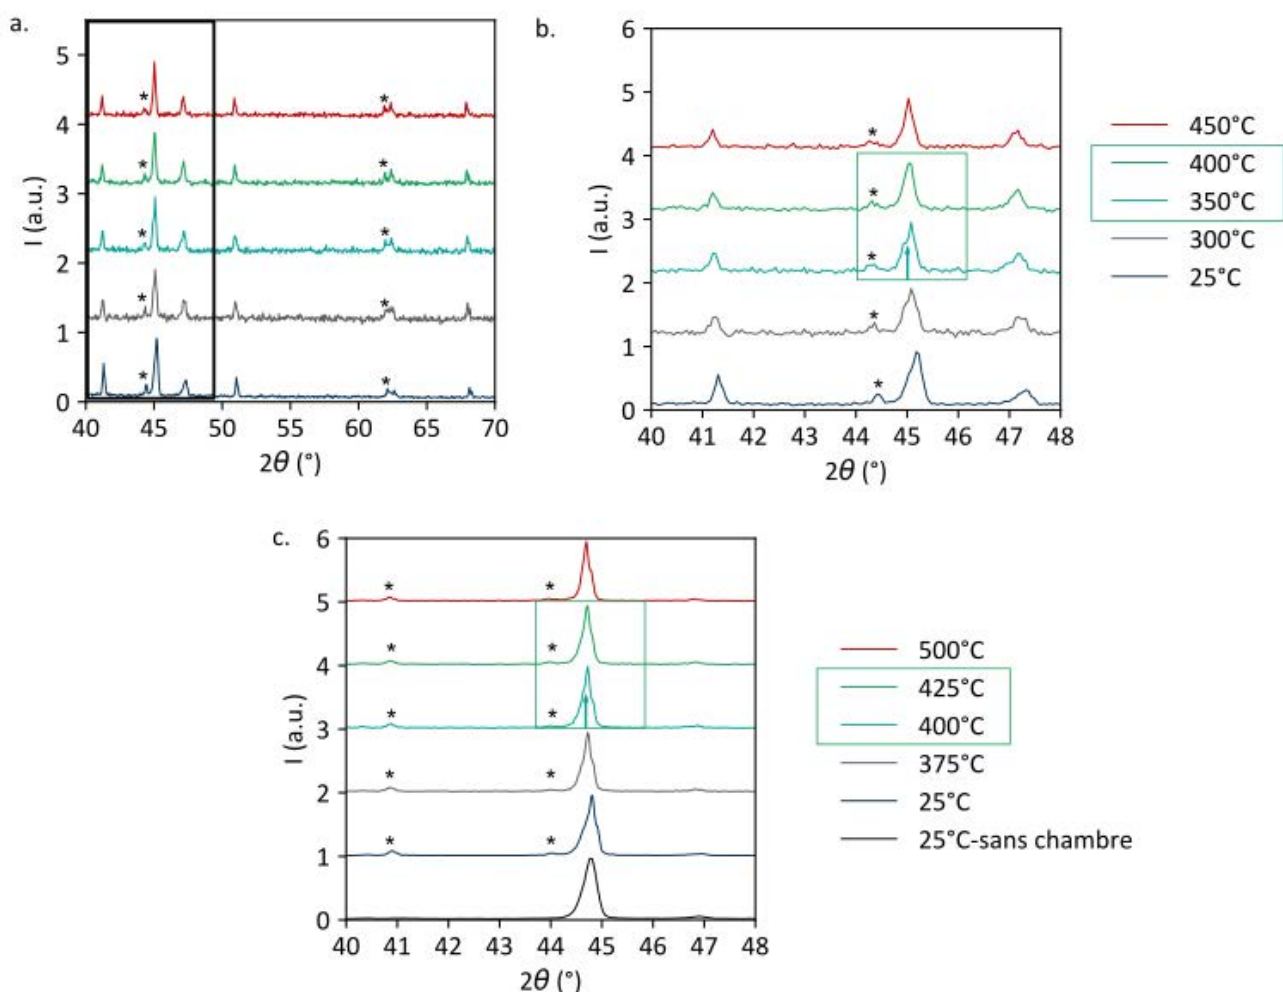 a.
I (a.u.)
5
4
3
2
1
0
* *
* *
* *
* *
* *
40 45 50 55 60 65 70
2θ (°)
b.
I (a.u.)
6
5
4
3
2
1
0
*
*
*
*
*
40 41 42 43 44 45 46 47 48
2θ (°)
450°C
400°C
350°C
300°C
25°C
c.
I (a.u.)
6
5
4
3
2
1
0
* *
* *
* *
* *
* *
40 41 42 43 44 45 46 47 48
2θ (°)
500°C
425°C
400°C
375°C
25°C
25°C-sans chambre